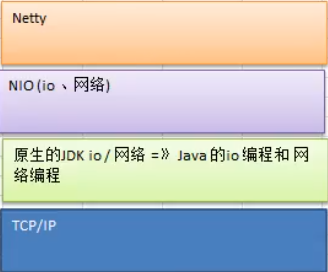 Netty
NIO (io 、网络)
原生的JDK io / 网络 =》 Java 的io 编程和 网
络编程
TCP/IP